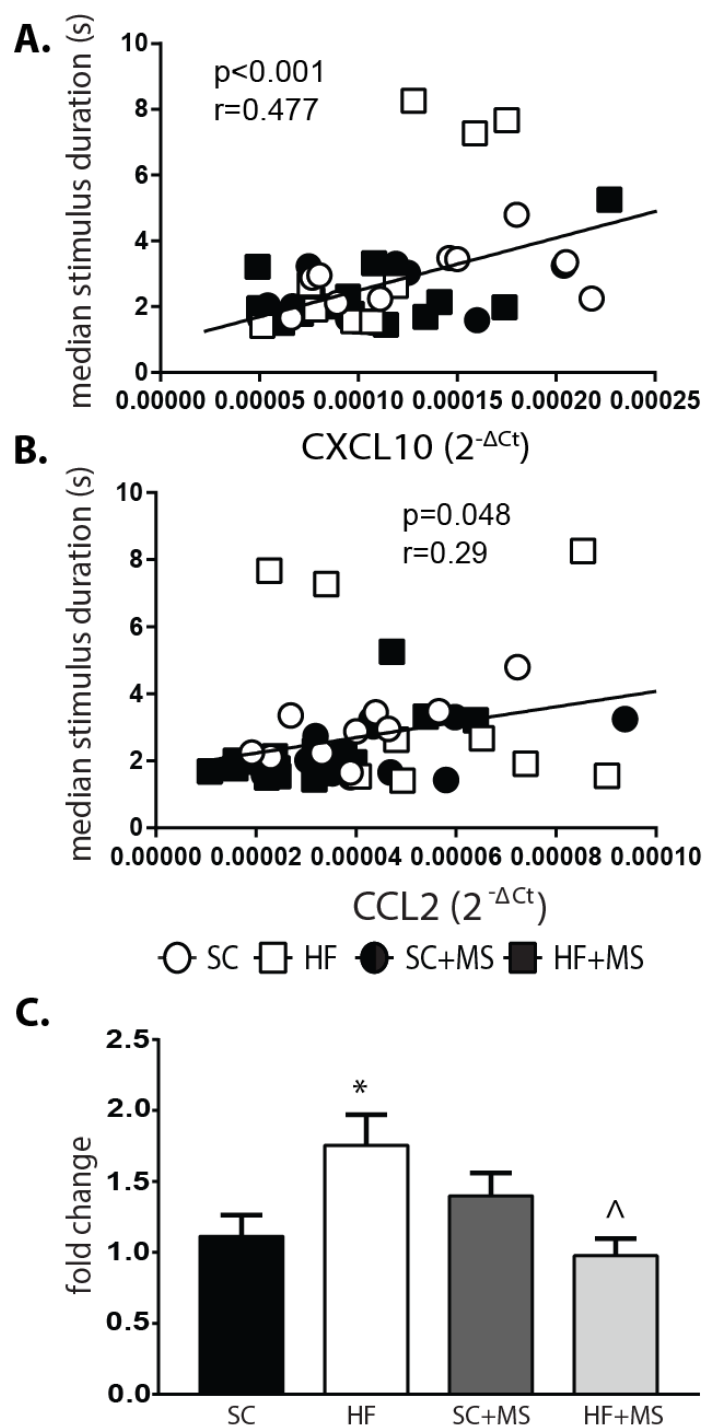 A.
10
8
6
4
2
0
median stimulus duration (s)
p<0.001
r=0.477
0.00000 0.00005 0.00010 0.00015 0.00020 0.00025
CXCL10 (2^-ΔCt)
B.
10
8
6
4
2
0
median stimulus duration (s)
p=0.048
r=0.29
0.00000 0.00002 0.00004 0.00006 0.00008 0.00010
CCL2 (2^-ΔCt)
SC HF SC+MS HF+MS
C.
2.5
2.0
1.5
1.0
0.5
0.0
fold change
*
^
SC HF SC+MS HF+MS